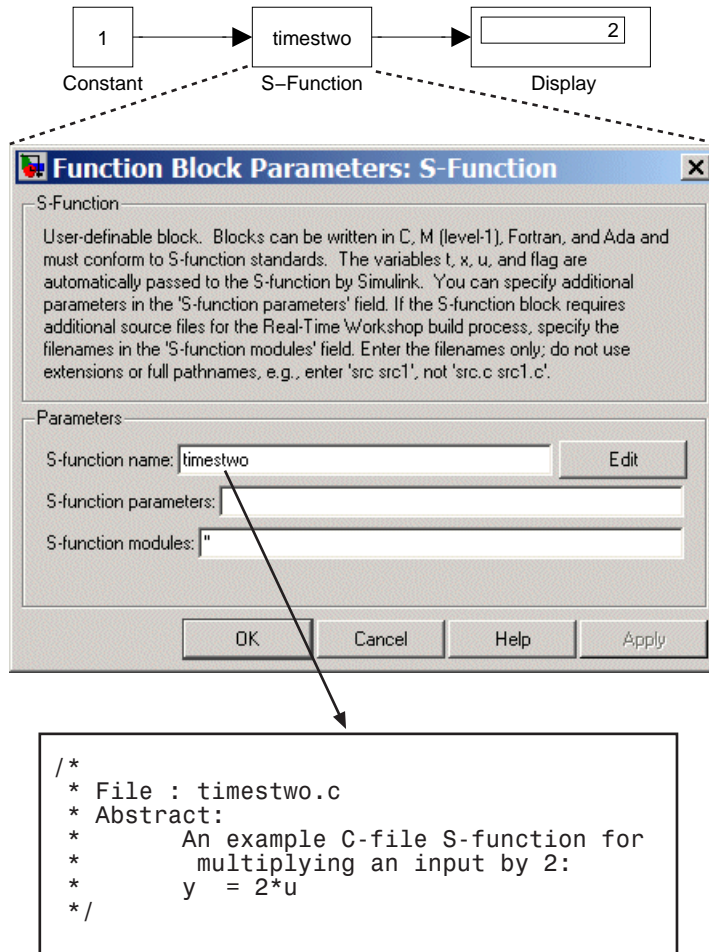 1
timestwo
2
Constant
S−Function
Display
Function Block Parameters: S-Function
S-Function
User-definable block.  Blocks can be written in C, M (level-1), Fortran, and Ada and
must conform to S-function standards.  The variables t, x, u, and flag are
automatically passed to the S-function by Simulink.  You can specify additional
parameters in the 'S-function parameters' field. If the S-function block requires
additional source files for the Real-Time Workshop build process, specify the
filenames in the 'S-function modules' field. Enter the filenames only; do not use
extensions or full pathnames, e.g., enter 'src src1', not 'src.c src1.c'.
Parameters
S-function name: timestwo
Edit
S-function parameters:
S-function modules: ''
OK
Cancel
Help
Apply
/*
* File : timestwo.c
* Abstract:
*       An example C-file S-function for
*        multiplying an input by 2:
*       y  = 2*u
*/